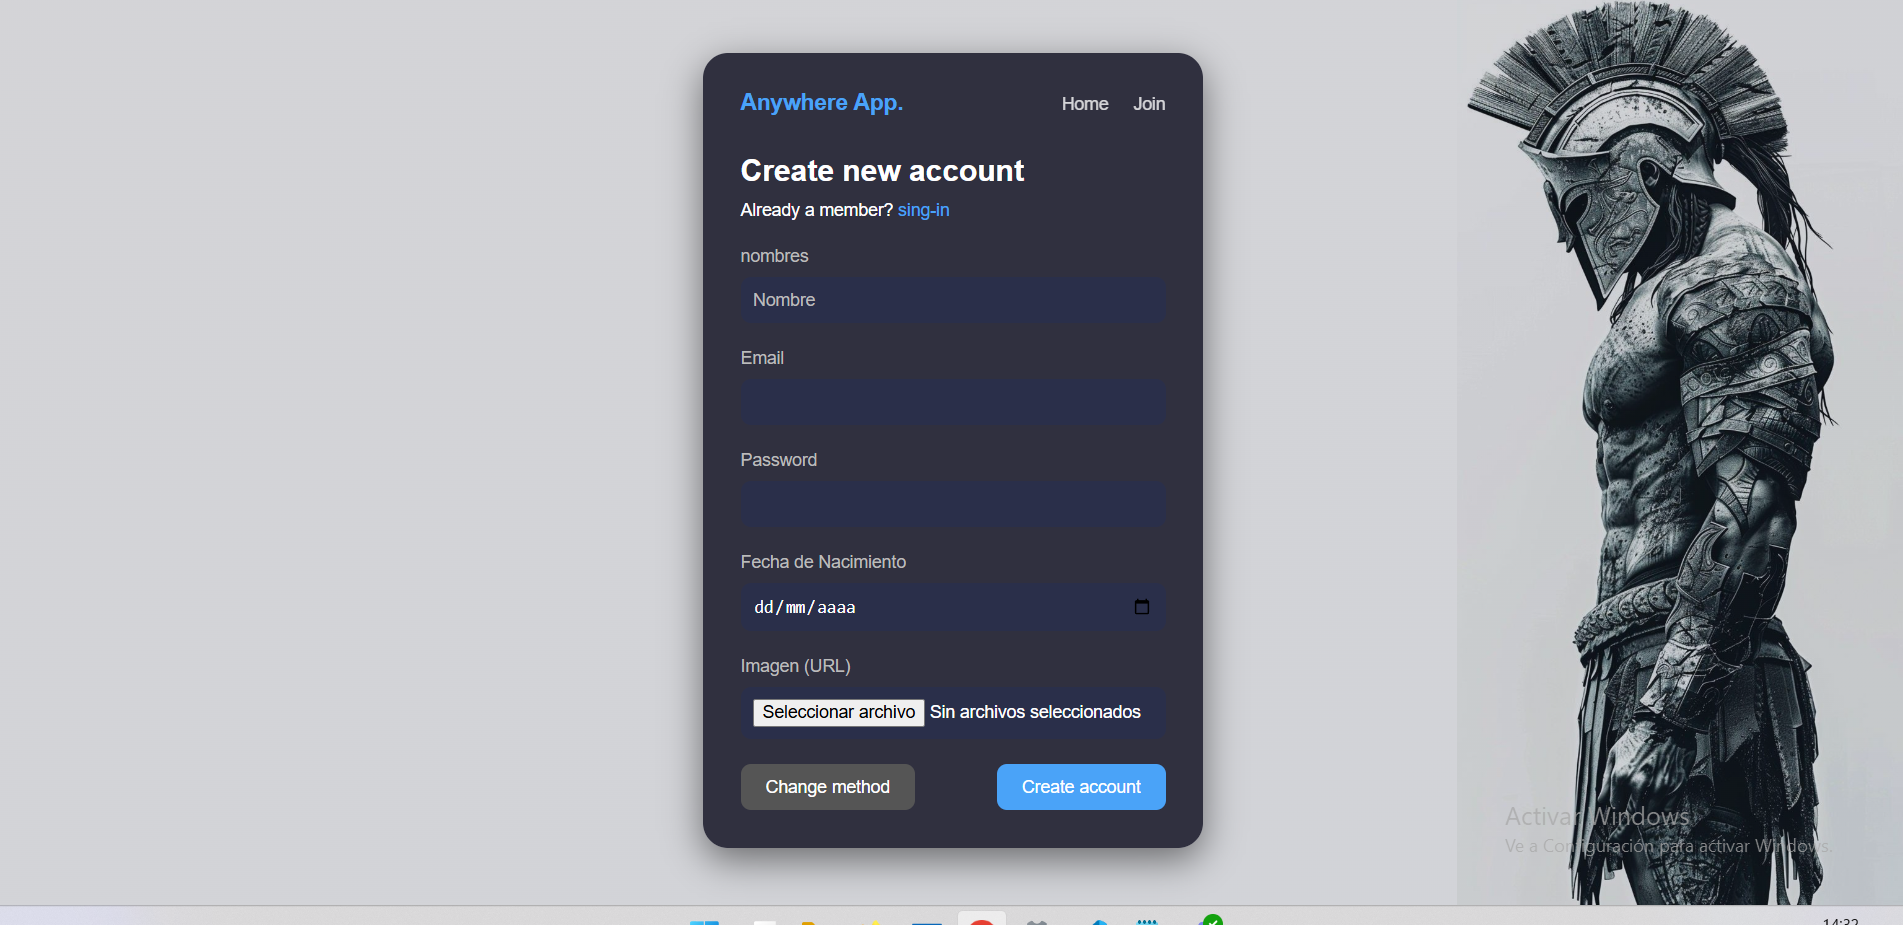 Anywhere App.
Home Join
Create new account
Already a member? sing-in
nombres
Nombre
Email
Password
Fecha de Nacimiento
dd/mm/aaaa
Imagen (URL)
Seleccionar archivo Sin archivos seleccionados
Change method
Create account
Activar Windows
Ve a Configuración para activar Windows.
14:32